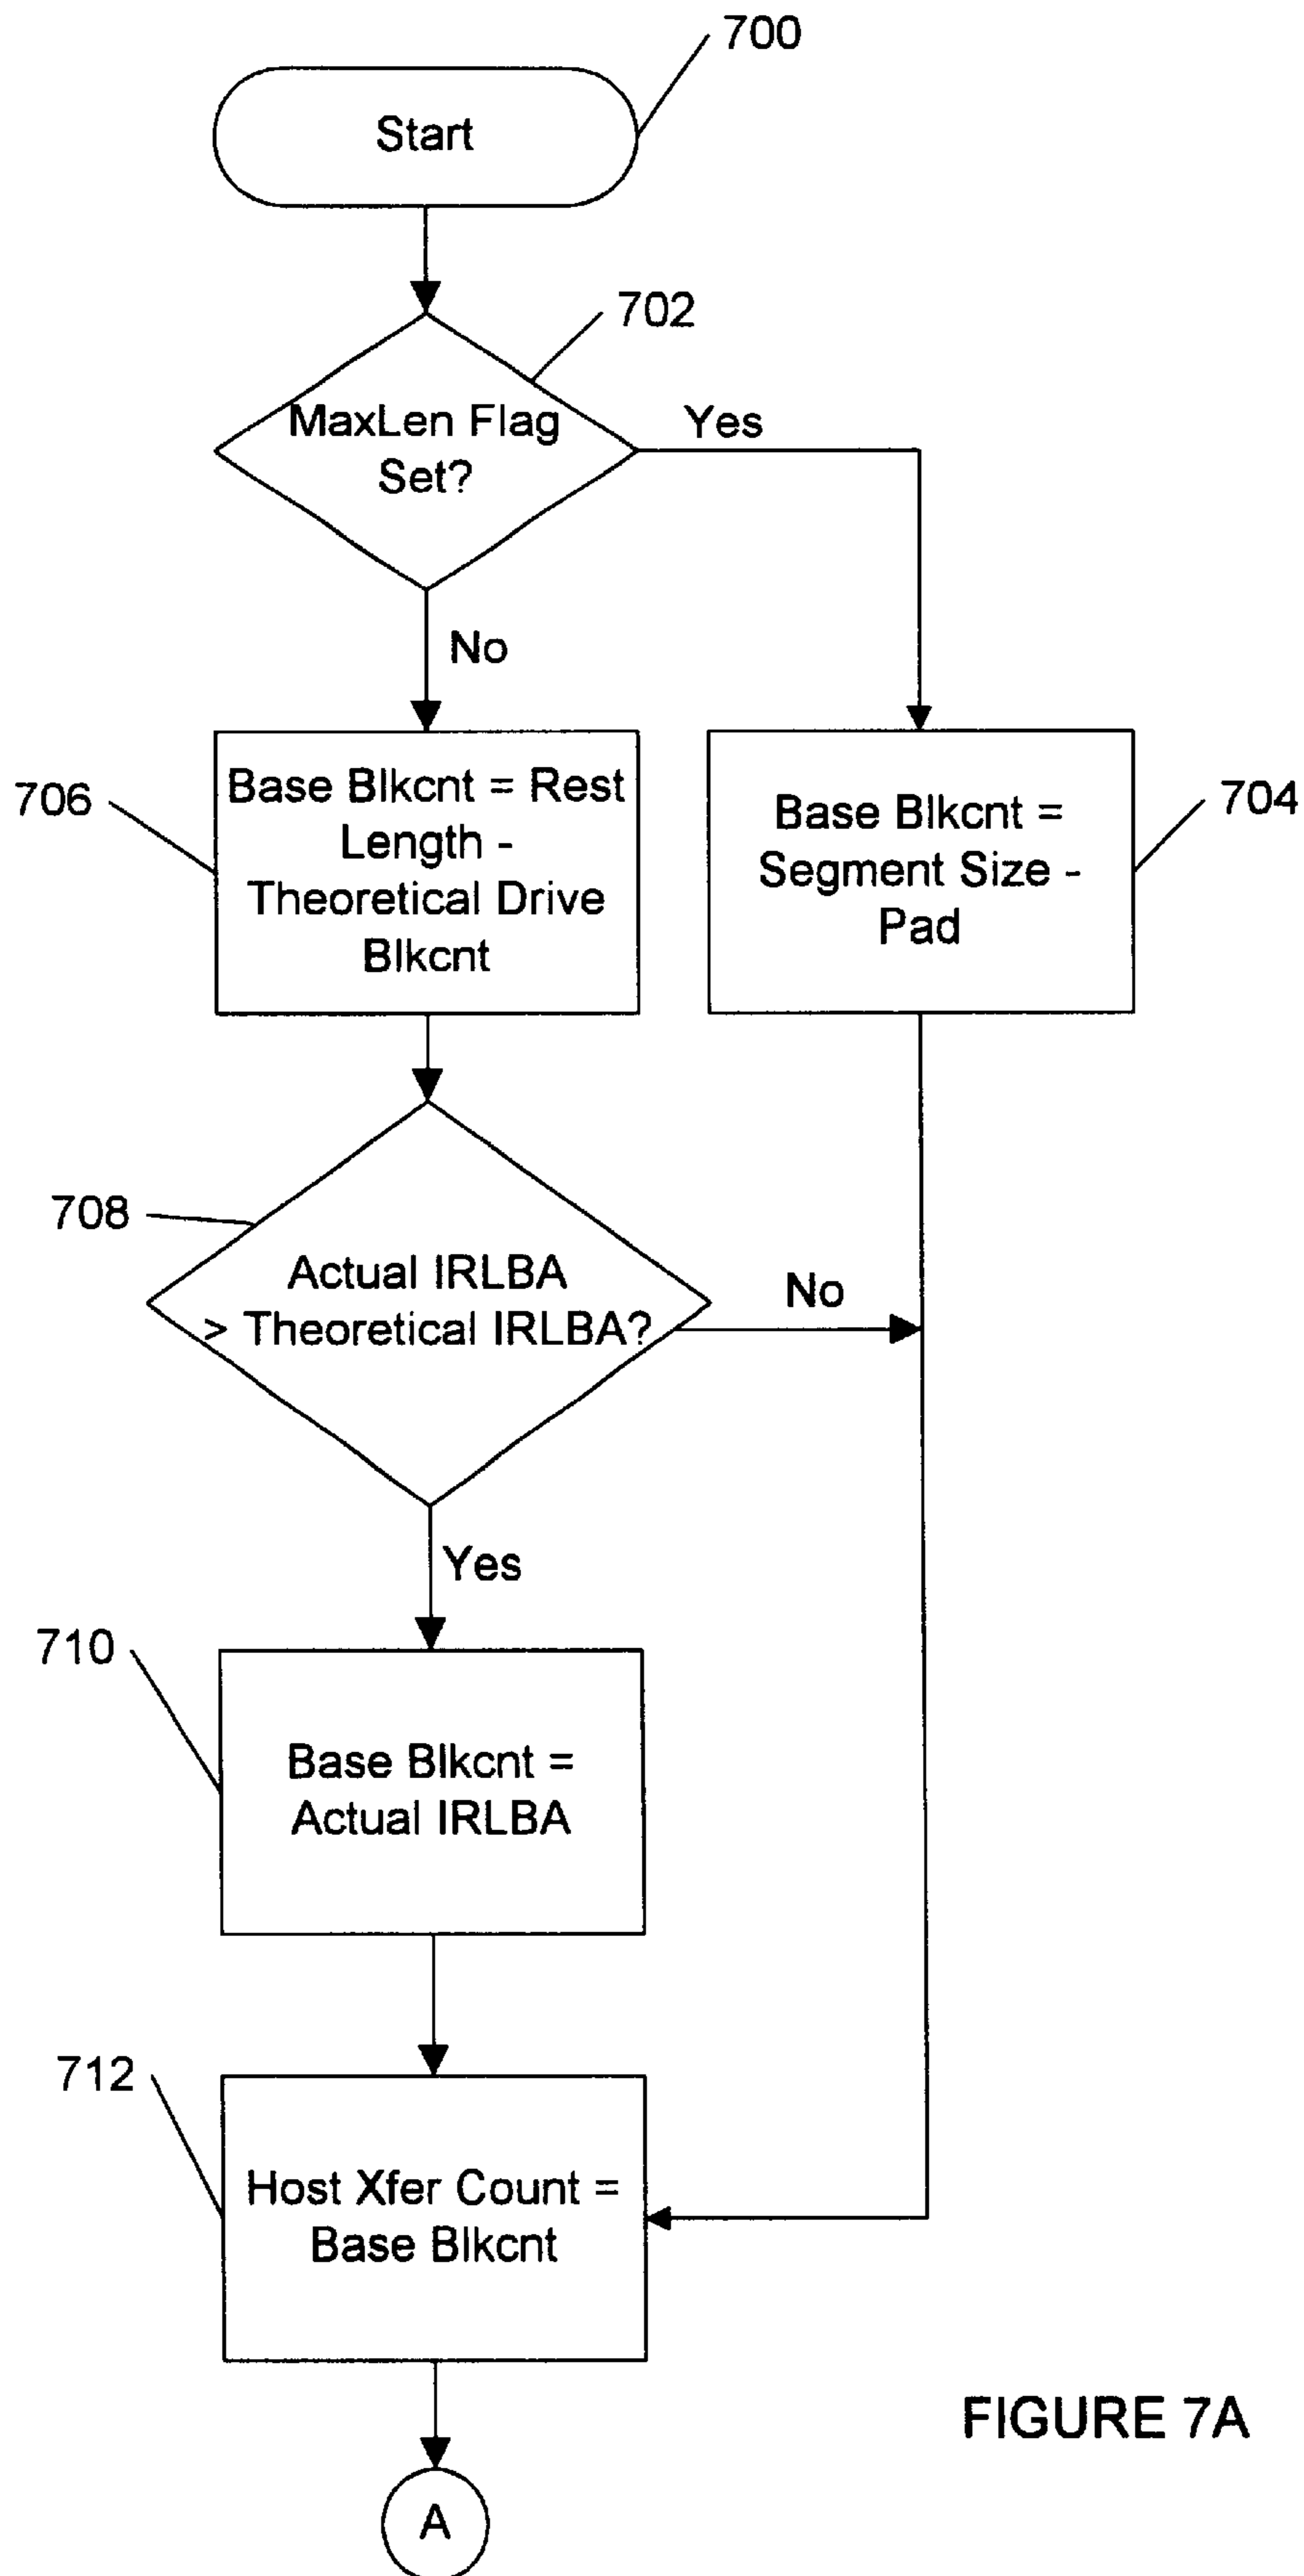 700
Start
702
MaxLen Flag
Set?
Yes
No
706
Base Blkcnt = Rest
Length -
Theoretical Drive
Blkcnt
Base Blkcnt =
Segment Size -
Pad
704
708
Actual IRLBA
> Theoretical IRLBA?
No
Yes
710
Base Blkcnt =
Actual IRLBA
712
Host Xfer Count =
Base Blkcnt
FIGURE 7A
A